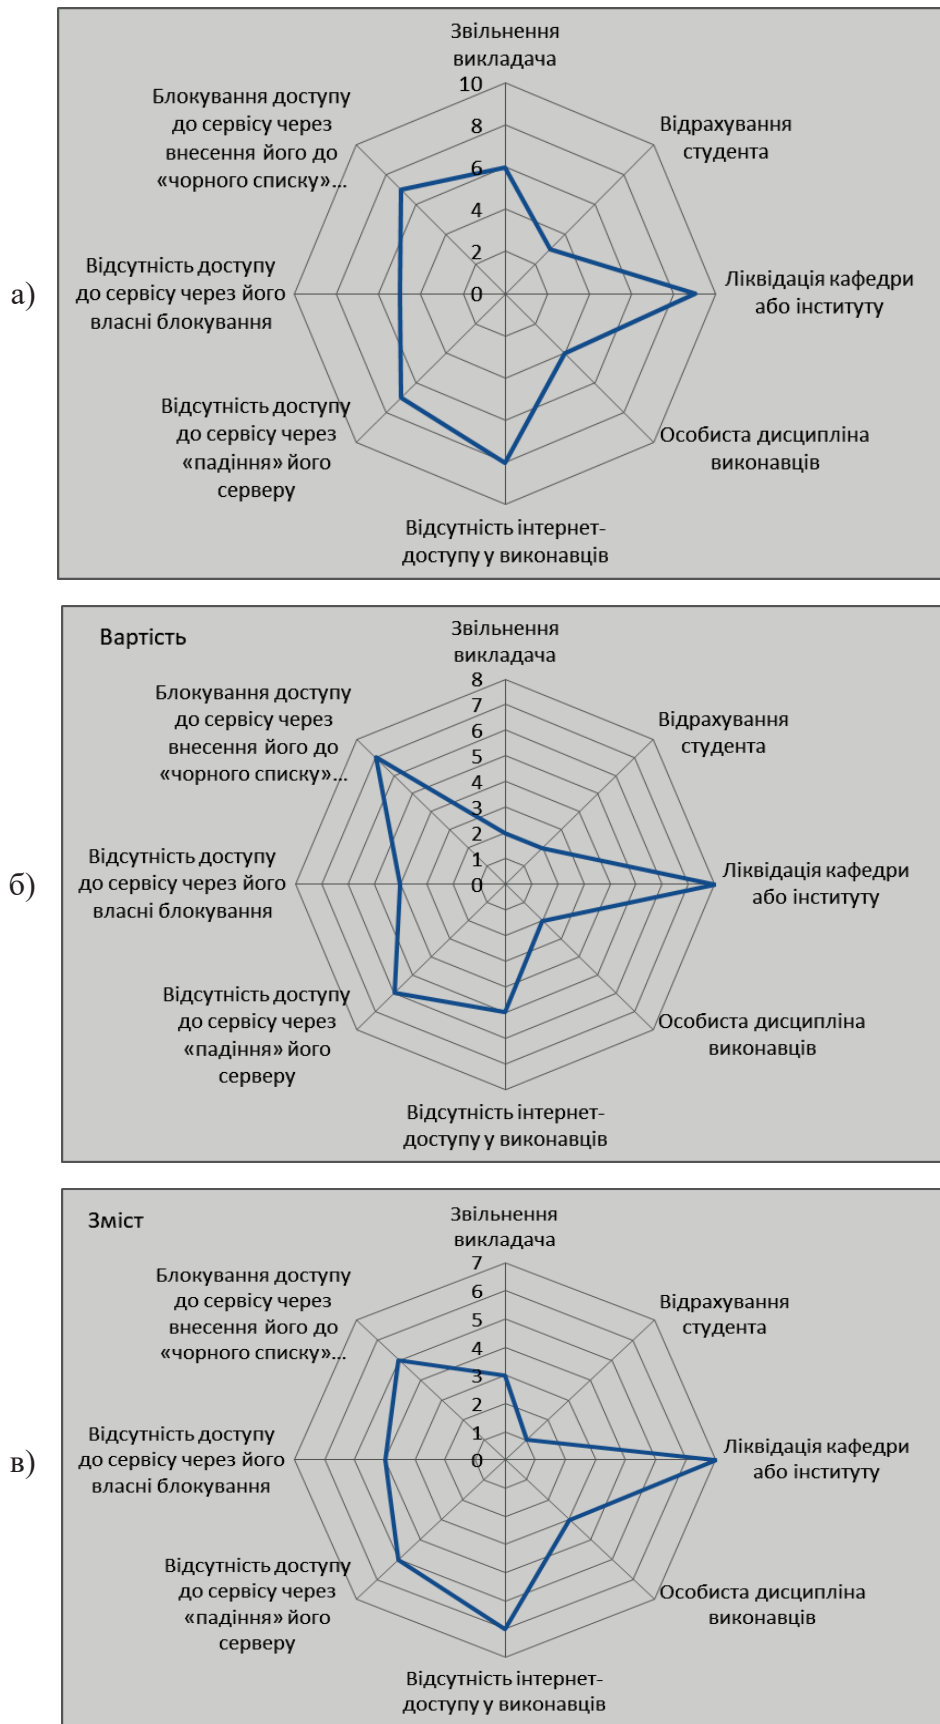 а)
Звільнення
викладача
Відрахування
студента
Ліквідація кафедри
або інституту
Особиста дисципліна
виконавців
Відсутність інтернет-
доступу у виконавців
Відсутність доступу
до сервісу через
«падіння» його
серверу
Відсутність доступу
до сервісу через його
власні блокування
Блокування доступу
до сервісу через
внесення його до
«чорного списку»...
10
8
6
4
2
0
б)
Вартість
Звільнення
викладача
Відрахування
студента
Ліквідація кафедри
або інституту
Особиста дисципліна
виконавців
Відсутність інтернет-
доступу у виконавців
Відсутність доступу
до сервісу через
«падіння» його
серверу
Відсутність доступу
до сервісу через його
власні блокування
Блокування доступу
до сервісу через
внесення його до
«чорного списку»...
8
7
6
5
4
3
2
1
0
в)
Зміст
Звільнення
викладача
Відрахування
студента
Ліквідація кафедри
або інституту
Особиста дисципліна
виконавців
Відсутність інтернет-
доступу у виконавців
Відсутність доступу
до сервісу через
«падіння» його
серверу
Відсутність доступу
до сервісу через його
власні блокування
Блокування доступу
до сервісу через
внесення його до
«чорного списку»...
7
6
5
4
3
2
1
0